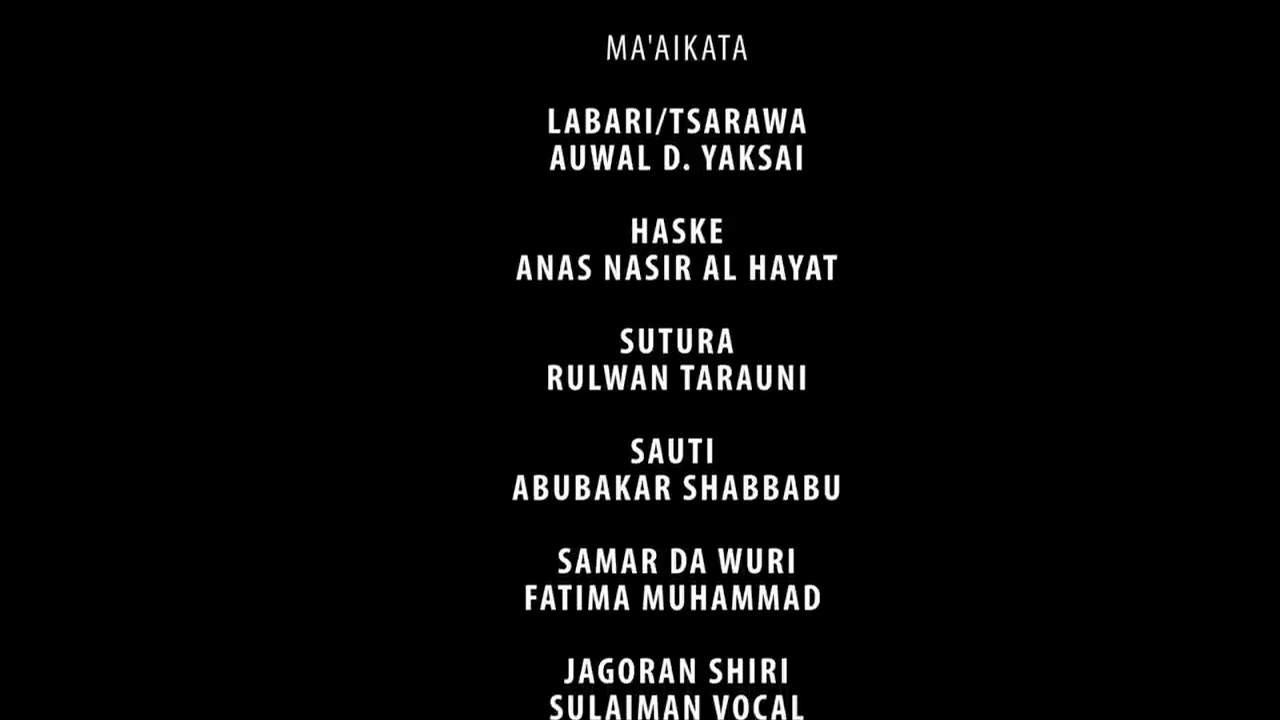 MA'AIKATA
LABARI/TSARAWA
AUWAL D. YAKSAI
HASKE
ANAS NASIR AL HAYAT
SUTURA
RULWAN TARAUNI
SAUTI
ABUBAKAR SHABBABU
SAMAR DA WURI
FATIMA MUHAMMAD
JAGORAN SHIRI
SULAIMAN VOCAL